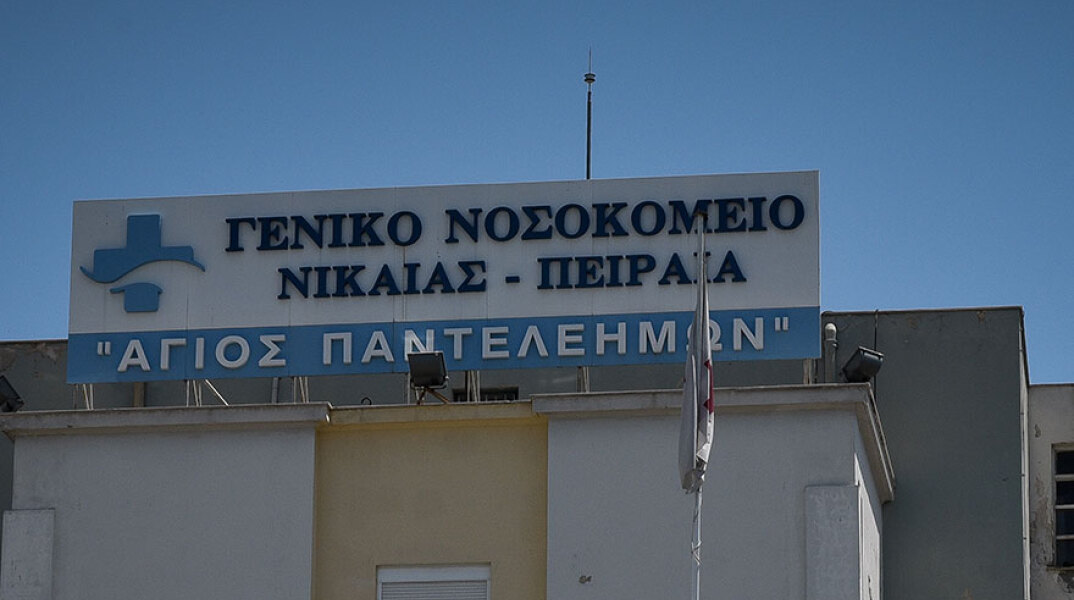 ΓΕΝΙΚΟ ΝΟΣΟΚΟΜΕΙΟ
ΝΙΚΑΙΑΣ - ΠΕΙΡΑΙΑ
"ΑΓΙΟΣ ΠΑΝΤΕΛΕΗΜΩΝ"